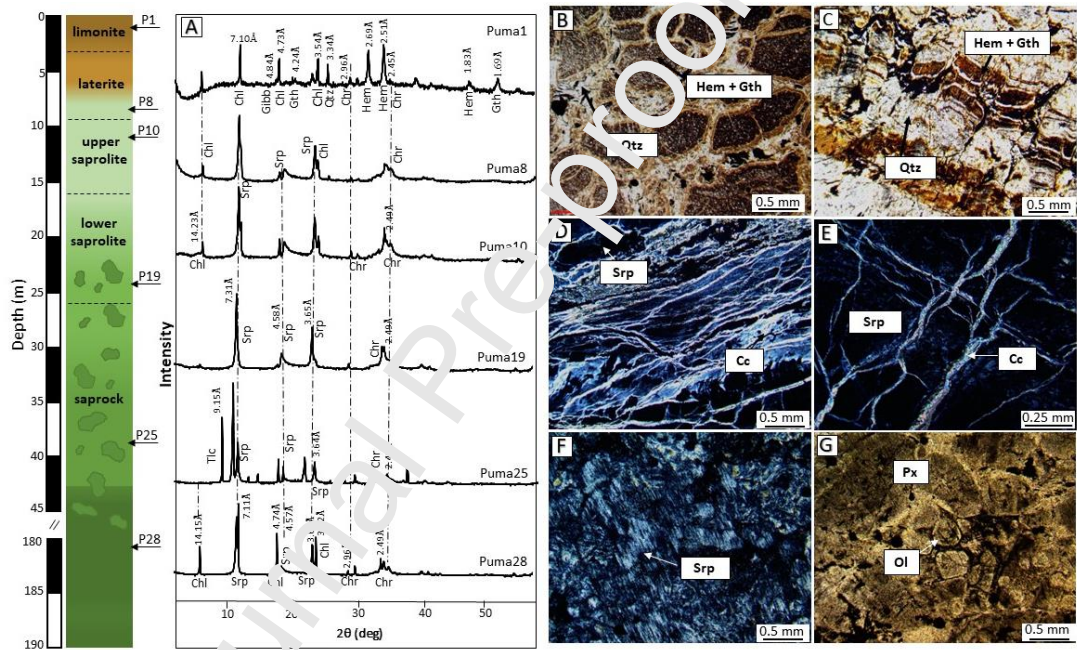 0
5
10
15
20
25
30
35
40
45
//
180
185
190
Depth (m)
limonite
laterite
upper
saprolite
lower
saprolite
saprock
P1
P8
P10
P19
P25
P28
A
Intensity
Puma1
7.10Å
4.84Å
4.73Å
4.24Å
3.54Å
3.34Å
2.96Å
2.69Å
2.51Å
2.45Å
1.83Å
1.69Å
Chl
Gibb
Chl
Gth
Chl
Qtz
Chr
Hem
Hem
Chr
Hem
Gth
Puma8
Chl
Srp
Srp
Srp
Chl
Chr
Puma10
14.23Å
2.49Å
Chl
Chr
Chr
Puma19
7.31Å
4.58Å
3.65Å
2.49Å
Srp
Srp
Srp
Chr
Puma25
9.15Å
3.64Å
Tlc
Srp
Srp
Chr
Puma28
14.15Å
7.11Å
4.74Å
4.57Å
2.96
2.49Å
Chl
Srp
Srp
Srp
Chl
Chr
Chr
10
20
30
40
50
2θ (deg)
B
Hem + Gth
Qtz
0.5 mm
C
Hem + Gth
Qtz
0.5 mm
D
Srp
Cc
0.5 mm
E
Srp
Cc
0.25 mm
F
Srp
0.5 mm
G
Px
Ol
0.5 mm